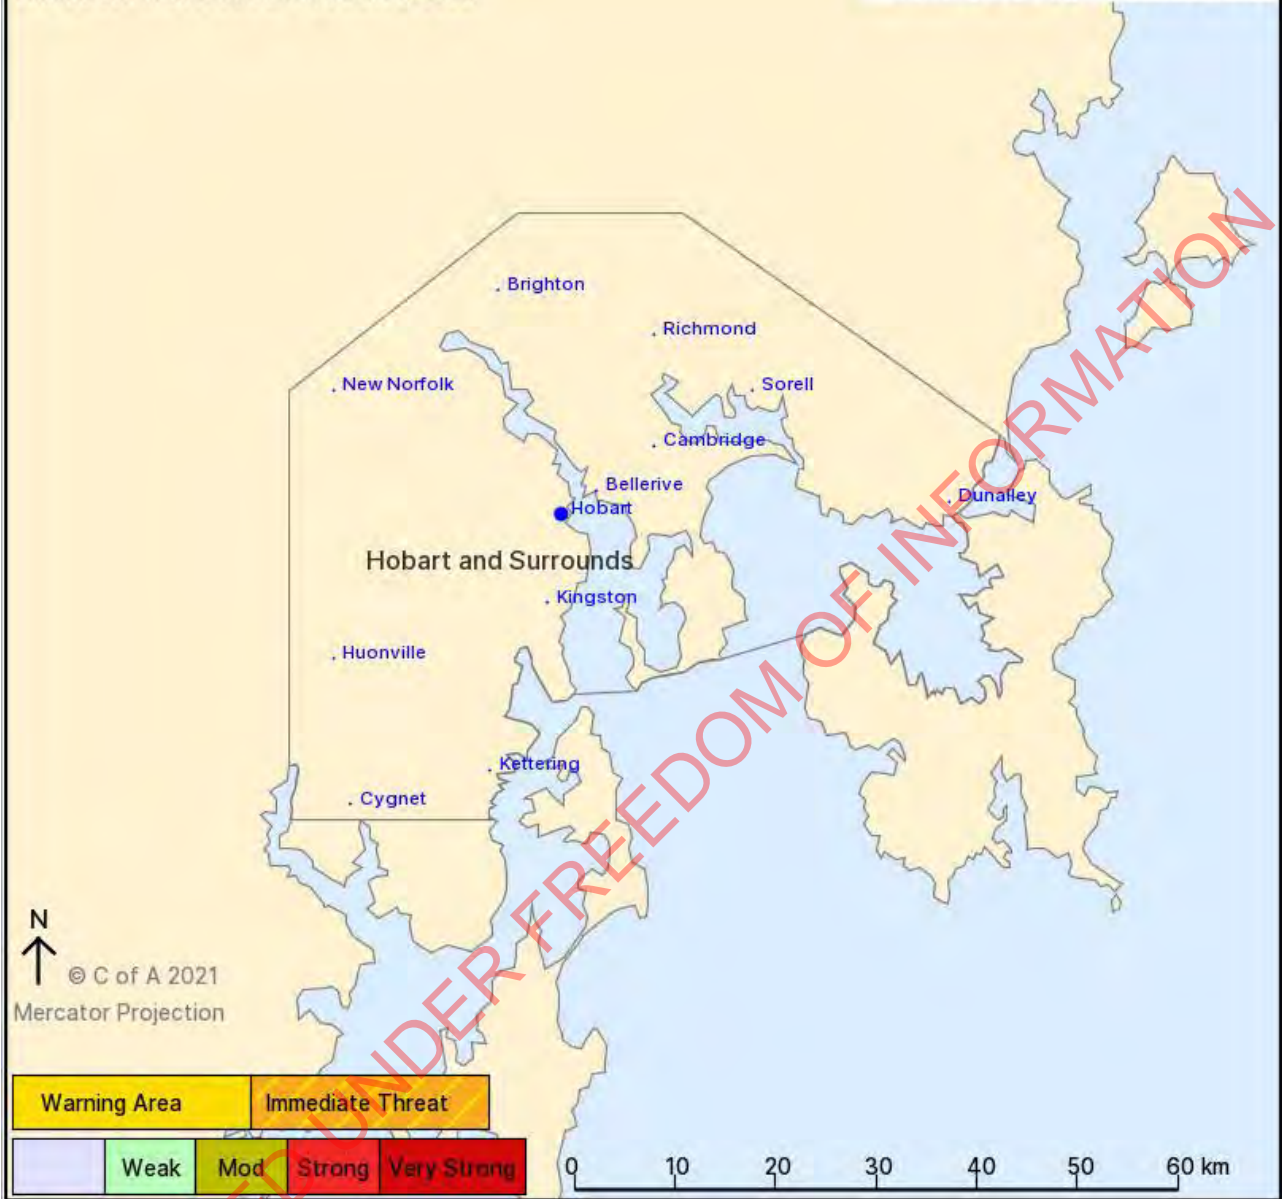 Brighton
Richmond
New Norfolk
Sorell
Cambridge
Bellerive
Dunalley
Hobart
Hobart and Surrounds
Kingston
Huonville
Kettering
Cygnet
N
© C of A 2021
Mercator Projection
Warning Area Immediate Threat
Weak Mod Strong Very Strong
0 10 20 30 40 50 60 km
UNDER FREEDOM OF INFORMATION